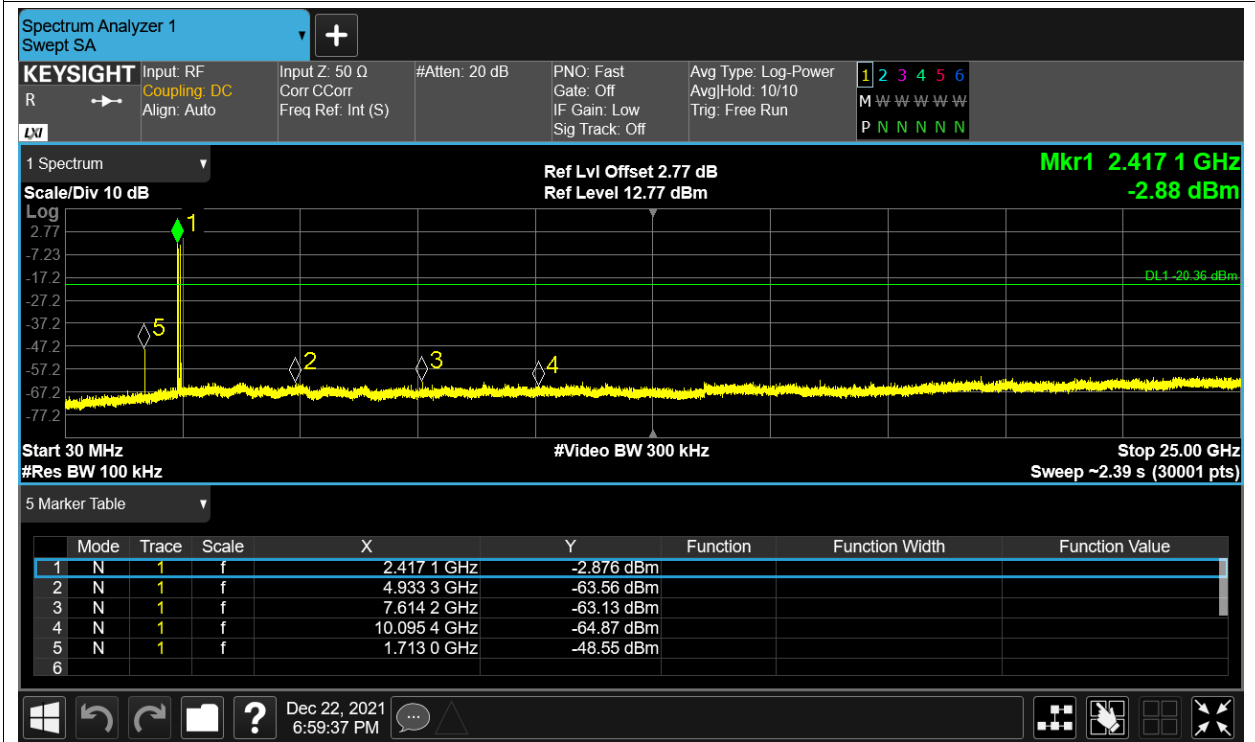 Spectrum Analyzer 1
Swept SA
+
KEYSIGHT Input: RF Input Z: 50 Ω #Atten: 20 dB PNO: Fast Avg Type: Log-Power 1 2 3 4 5 6
R Coupling: DC Corr CCorr Gate: Off Avg|Hold: 10/10 M W W W W W
Align: Auto Freq Ref: Int (S) IF Gain: Low Trig: Free Run
LXI Sig Track: Off P N N N N N
1 Spectrum Ref Lvl Offset 2.77 dB Mkr1 2.417 1 GHz
Scale/Div 10 dB Ref Level 12.77 dBm -2.88 dBm
Log
1
2.77
-7.23
-17.2 DL1 -20.36 dBm
-27.2
-37.2
5
-47.2
2 3 4
-57.2
-67.2
-77.2
Start 30 MHz #Video BW 300 kHz Stop 25.00 GHz
#Res BW 100 kHz Sweep ~2.39 s (30001 pts)
5 Marker Table
Mode Trace Scale X Y Function Function Width Function Value
1 N 1 f 2.417 1 GHz -2.876 dBm
2 N 1 f 4.933 3 GHz -63.56 dBm
3 N 1 f 7.614 2 GHz -63.13 dBm
4 N 1 f 10.095 4 GHz -64.87 dBm
5 N 1 f 1.713 0 GHz -48.55 dBm
6
? Dec 22, 2021
6:59:37 PM